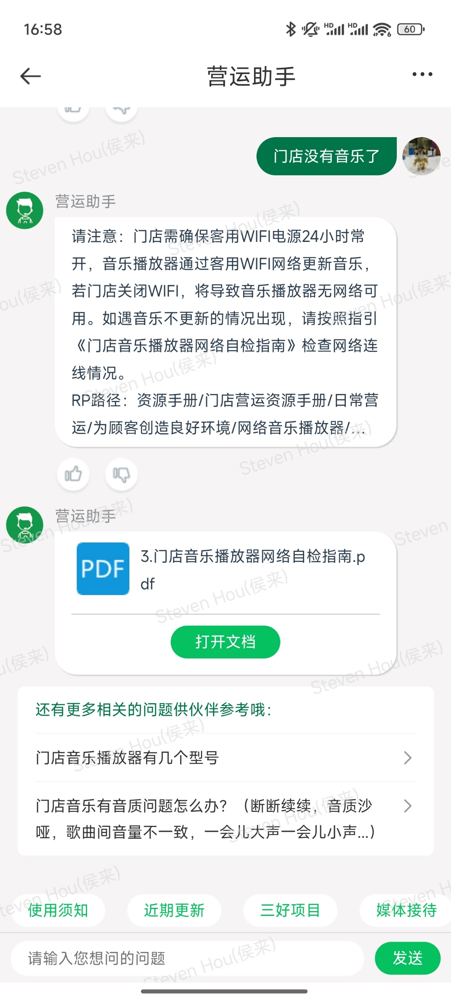 16:58
HD HD 6 60
营运助手
门店没有音乐了
营运助手
请注意：门店需确保客用WIFI电源24小时常
开，音乐播放器通过客用WIFI网络更新音乐，
若门店关闭WIFI，将导致音乐播放器无网络可
用。如遇音乐不更新的情况出现，请按照指引
《门店音乐播放器网络自检指南》检查网络连
线情况。
RP路径：资源手册/门店营运资源手册/日常营
运/为顾客创造良好环境/网络音乐播放器/...
营运助手
PDF
3.门店音乐播放器网络自检指南.p
df
打开文档
还有更多相关的问题供伙伴参考哦：
门店音乐播放器有几个型号
门店音乐有音质问题怎么办？（断断续续，音质沙
哑，歌曲间音量不一致，一会儿大声一会儿小声...）
使用须知 近期更新 三好项目 媒体接待
请输入您想问的问题 发送
Steven Hou(侯来)